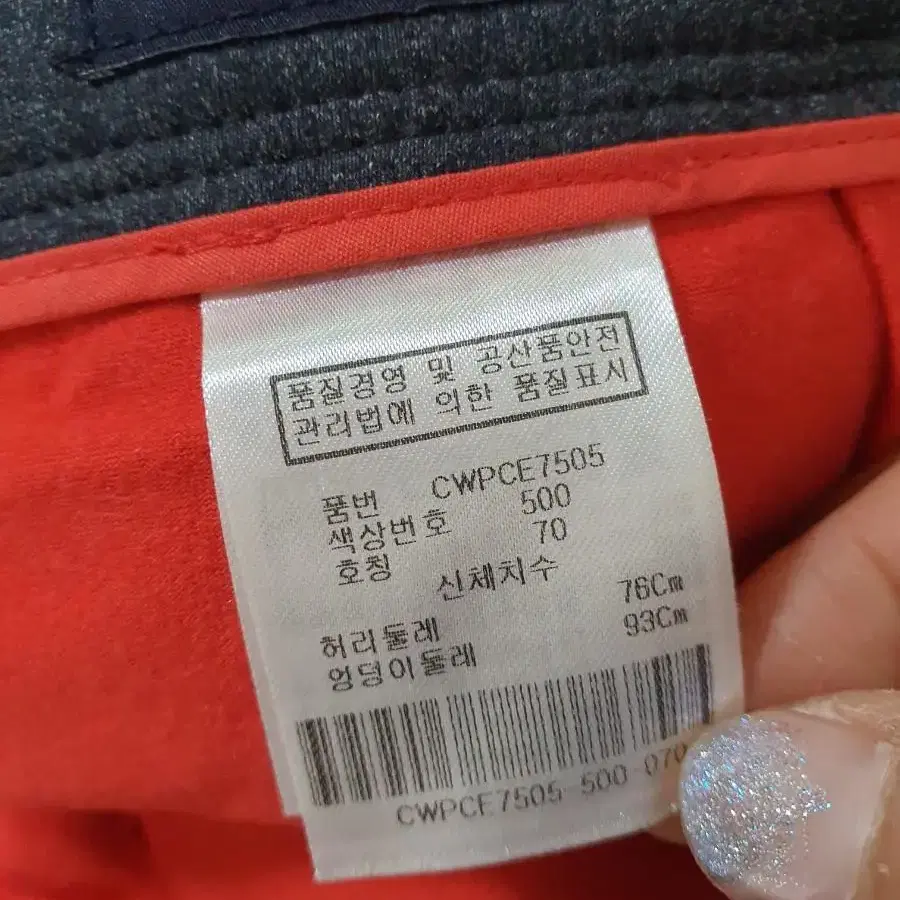 품질경영 및 공산품안전
관리법에 의한 품질표시
품번 CWPCE7505
색상번호 500
호칭 70
신체치수
허리둘레 76Cm
엉덩이둘레 93Cm
CWPCE7505-500-070